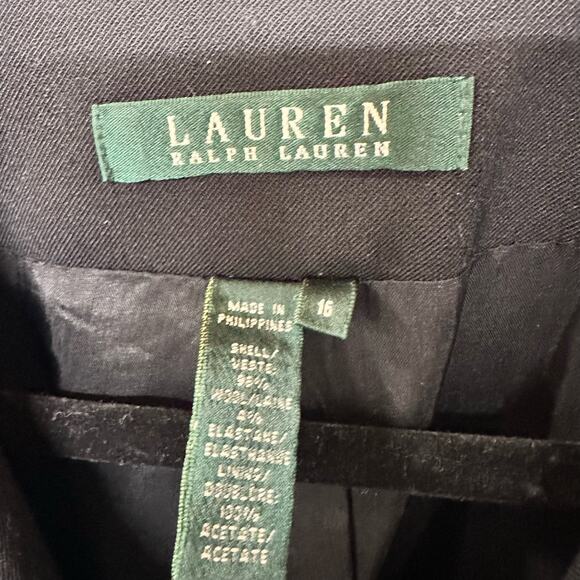 LAUREN
RALPH LAUREN
MADE IN
PHILIPPINES
16
SHELL/
VESTE:
96%
WOOL/LAINE
4%
ELASTANE/
ELASTHANNE
LINING/
DOUBLURE:
100%
ACETATE/
ACETATE